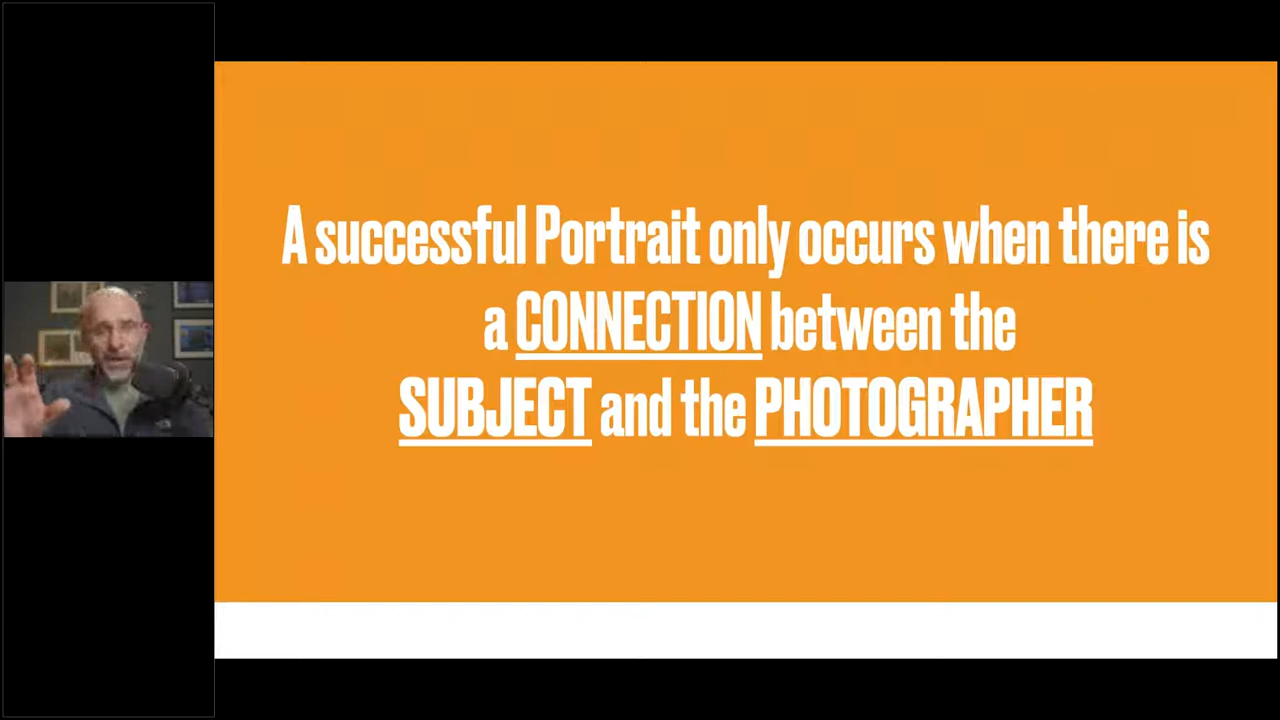 A successful Portrait only occurs when there is
a CONNECTION between the
SUBJECT and the PHOTOGRAPHER